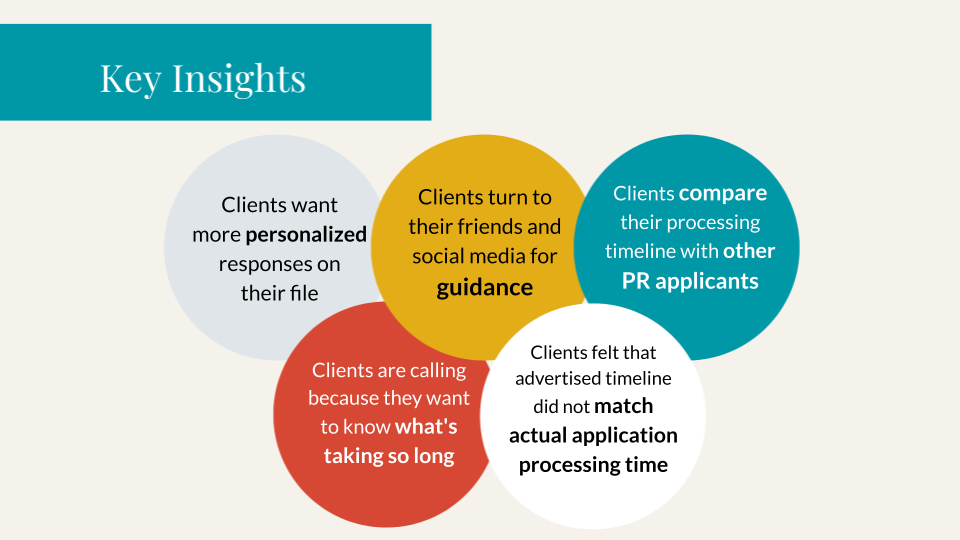 Key Insights
Clients want
more personalized
responses on
their file
Clients turn to
their friends and
social media for
guidance
Clients compare
their processing
timeline with other
PR applicants
Clients are calling
because they want
to know what's
taking so long
Clients felt that
advertised timeline
did not match
actual application
processing time